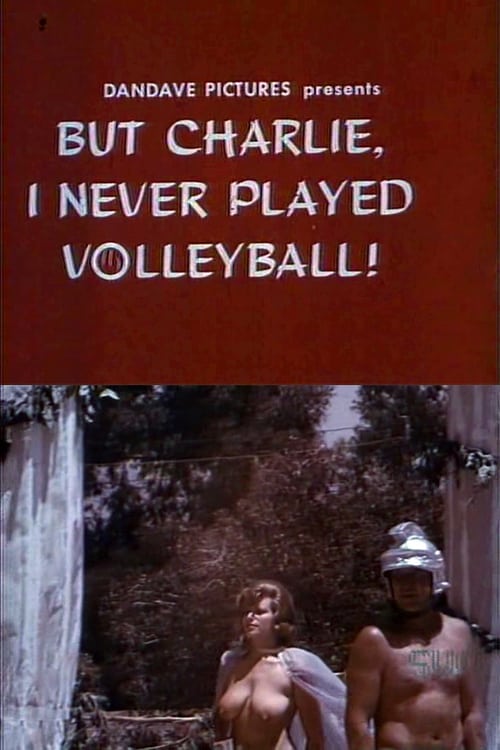 DANDAVE PICTURES presents
BUT CHARLIE,
I NEVER PLAYED
VOLLEYBALL!